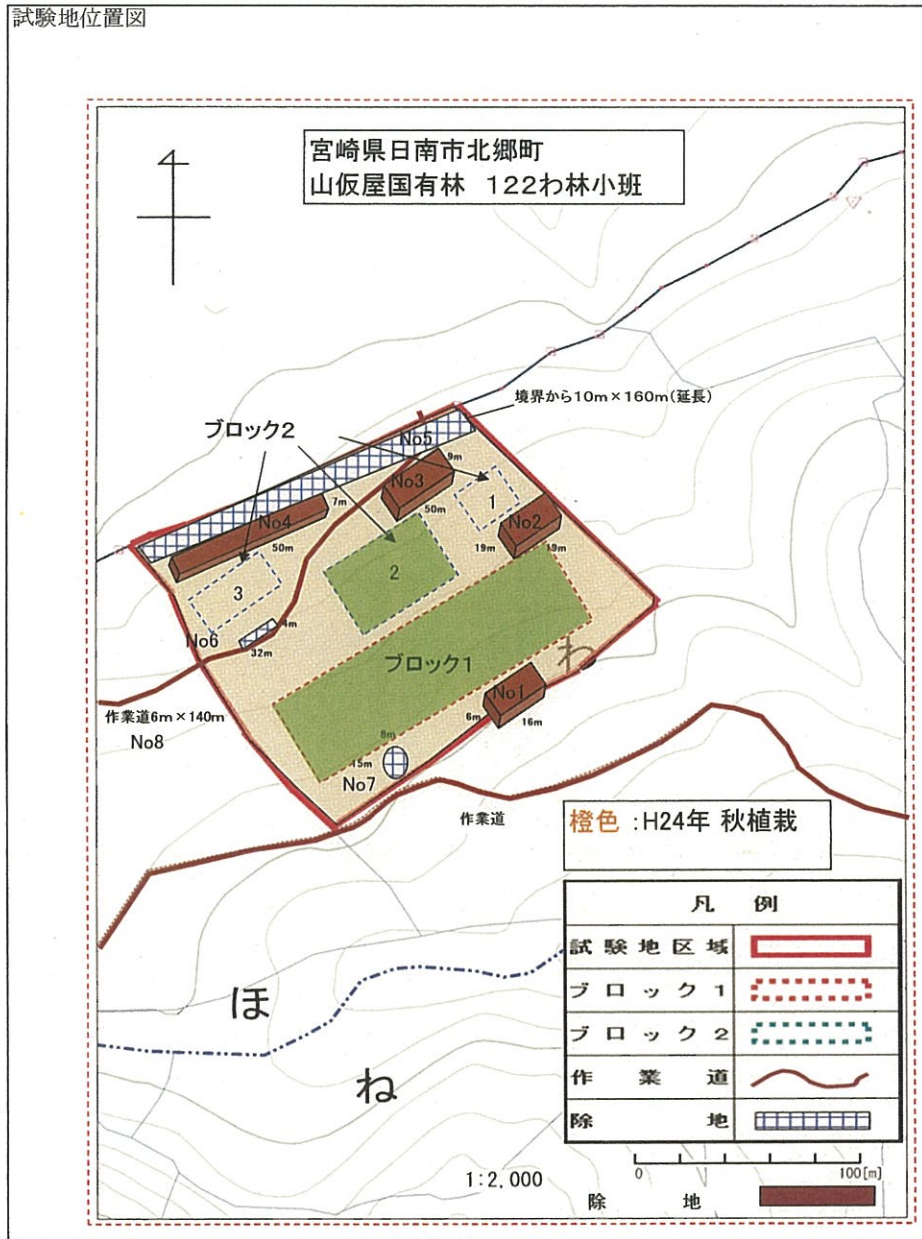 試験地位置図
宮崎県日南市北郷町
山仮屋国有林 122わ林小班
境界から10m×160m(延長)
ブロック2
No5
9m
No3
50m
1
7m
No4
50m
No2
19m
19m
2
3
No6
4m
32m
ブロック1
わ
No1
6m
16m
作業道6m×140m
No8
8m
15m
No7
作業道
橙色 :H24年 秋植栽
凡 例
試験地区域
ブロック1
ブロック2
作業道
除地
ほ
ね
1:2,000
0 100[m]
除 地